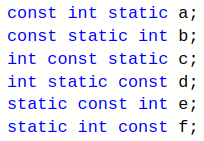 const int static a;
const static int b;
int const static c;
int static const d;
static const int e;
static int const f;